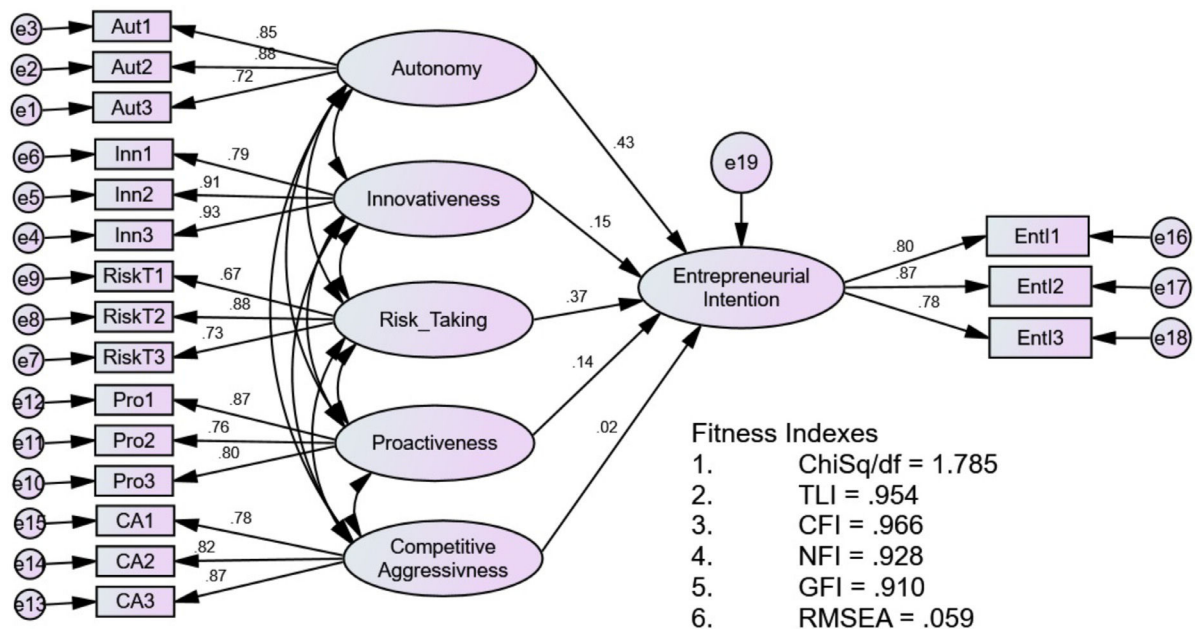 e3 Aut1 .85
e2 Aut2 .88
e1 Aut3 .72
Autonomy
.43
e6 Inn1 .79
e5 Inn2 .91
e4 Inn3 .93
Innovativeness
.15
e9 RiskT1 .67
e8 RiskT2 .88
e7 RiskT3 .73
Risk_Taking
.37
e12 Pro1 .87
e11 Pro2 .76
e10 Pro3 .80
Proactiveness
.14
e15 CA1 .78
e14 CA2 .82
e13 CA3 .87
Competitive
Aggressivness
.02
e19
Entrepreneurial
Intention
.80 EntI1 e16
.87 EntI2 e17
.78 EntI3 e18
Fitness Indexes
1. ChiSq/df = 1.785
2. TLI = .954
3. CFI = .966
4. NFI = .928
5. GFI = .910
6. RMSEA = .059